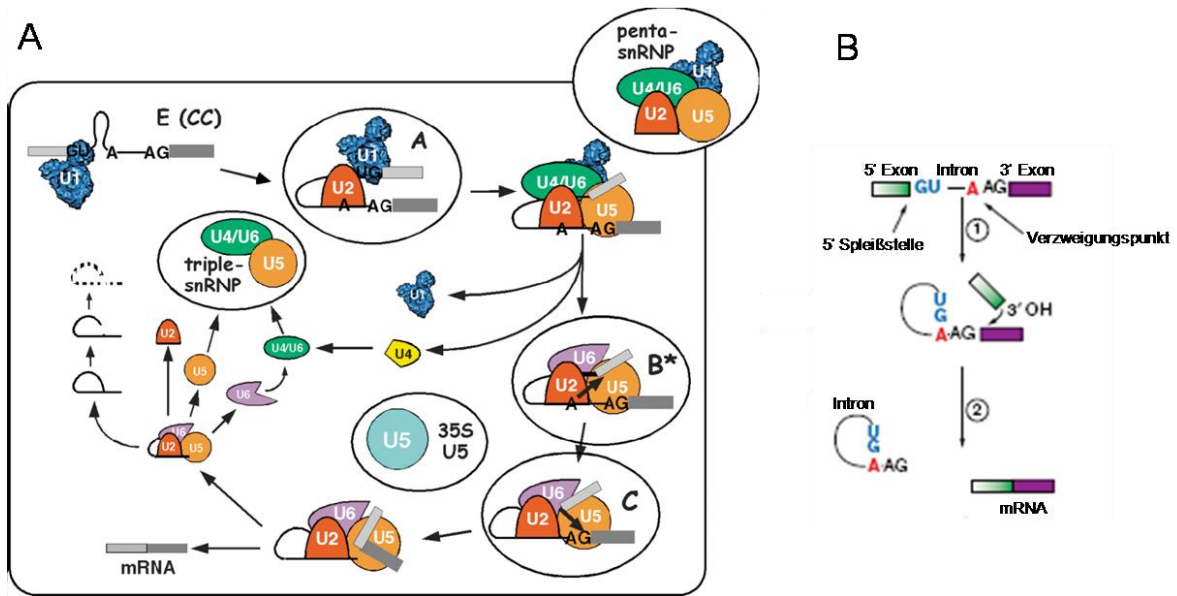 A
E (CC)
GU A AG
U1
A
U1
UG
U2
A AG
U4/U6
U2 U5
A AG
penta-
snRNP
U1
U4/U6
U2 U5
U4/U6
U5
triple-
snRNP
U1
U4
U4/U6
U2
U5
U6
U6
U2 U5
B*
U6
U2 U5
A AG
U5
35S
U5
C
U6
U2 U5
AG
U6
U2 U5
mRNA
B
5' Exon Intron 3' Exon
GU A AG
5' Spleißstelle
1
Verzweigungspunkt
U
G
A AG
3' OH
2
Intron
U
G
A AG
mRNA